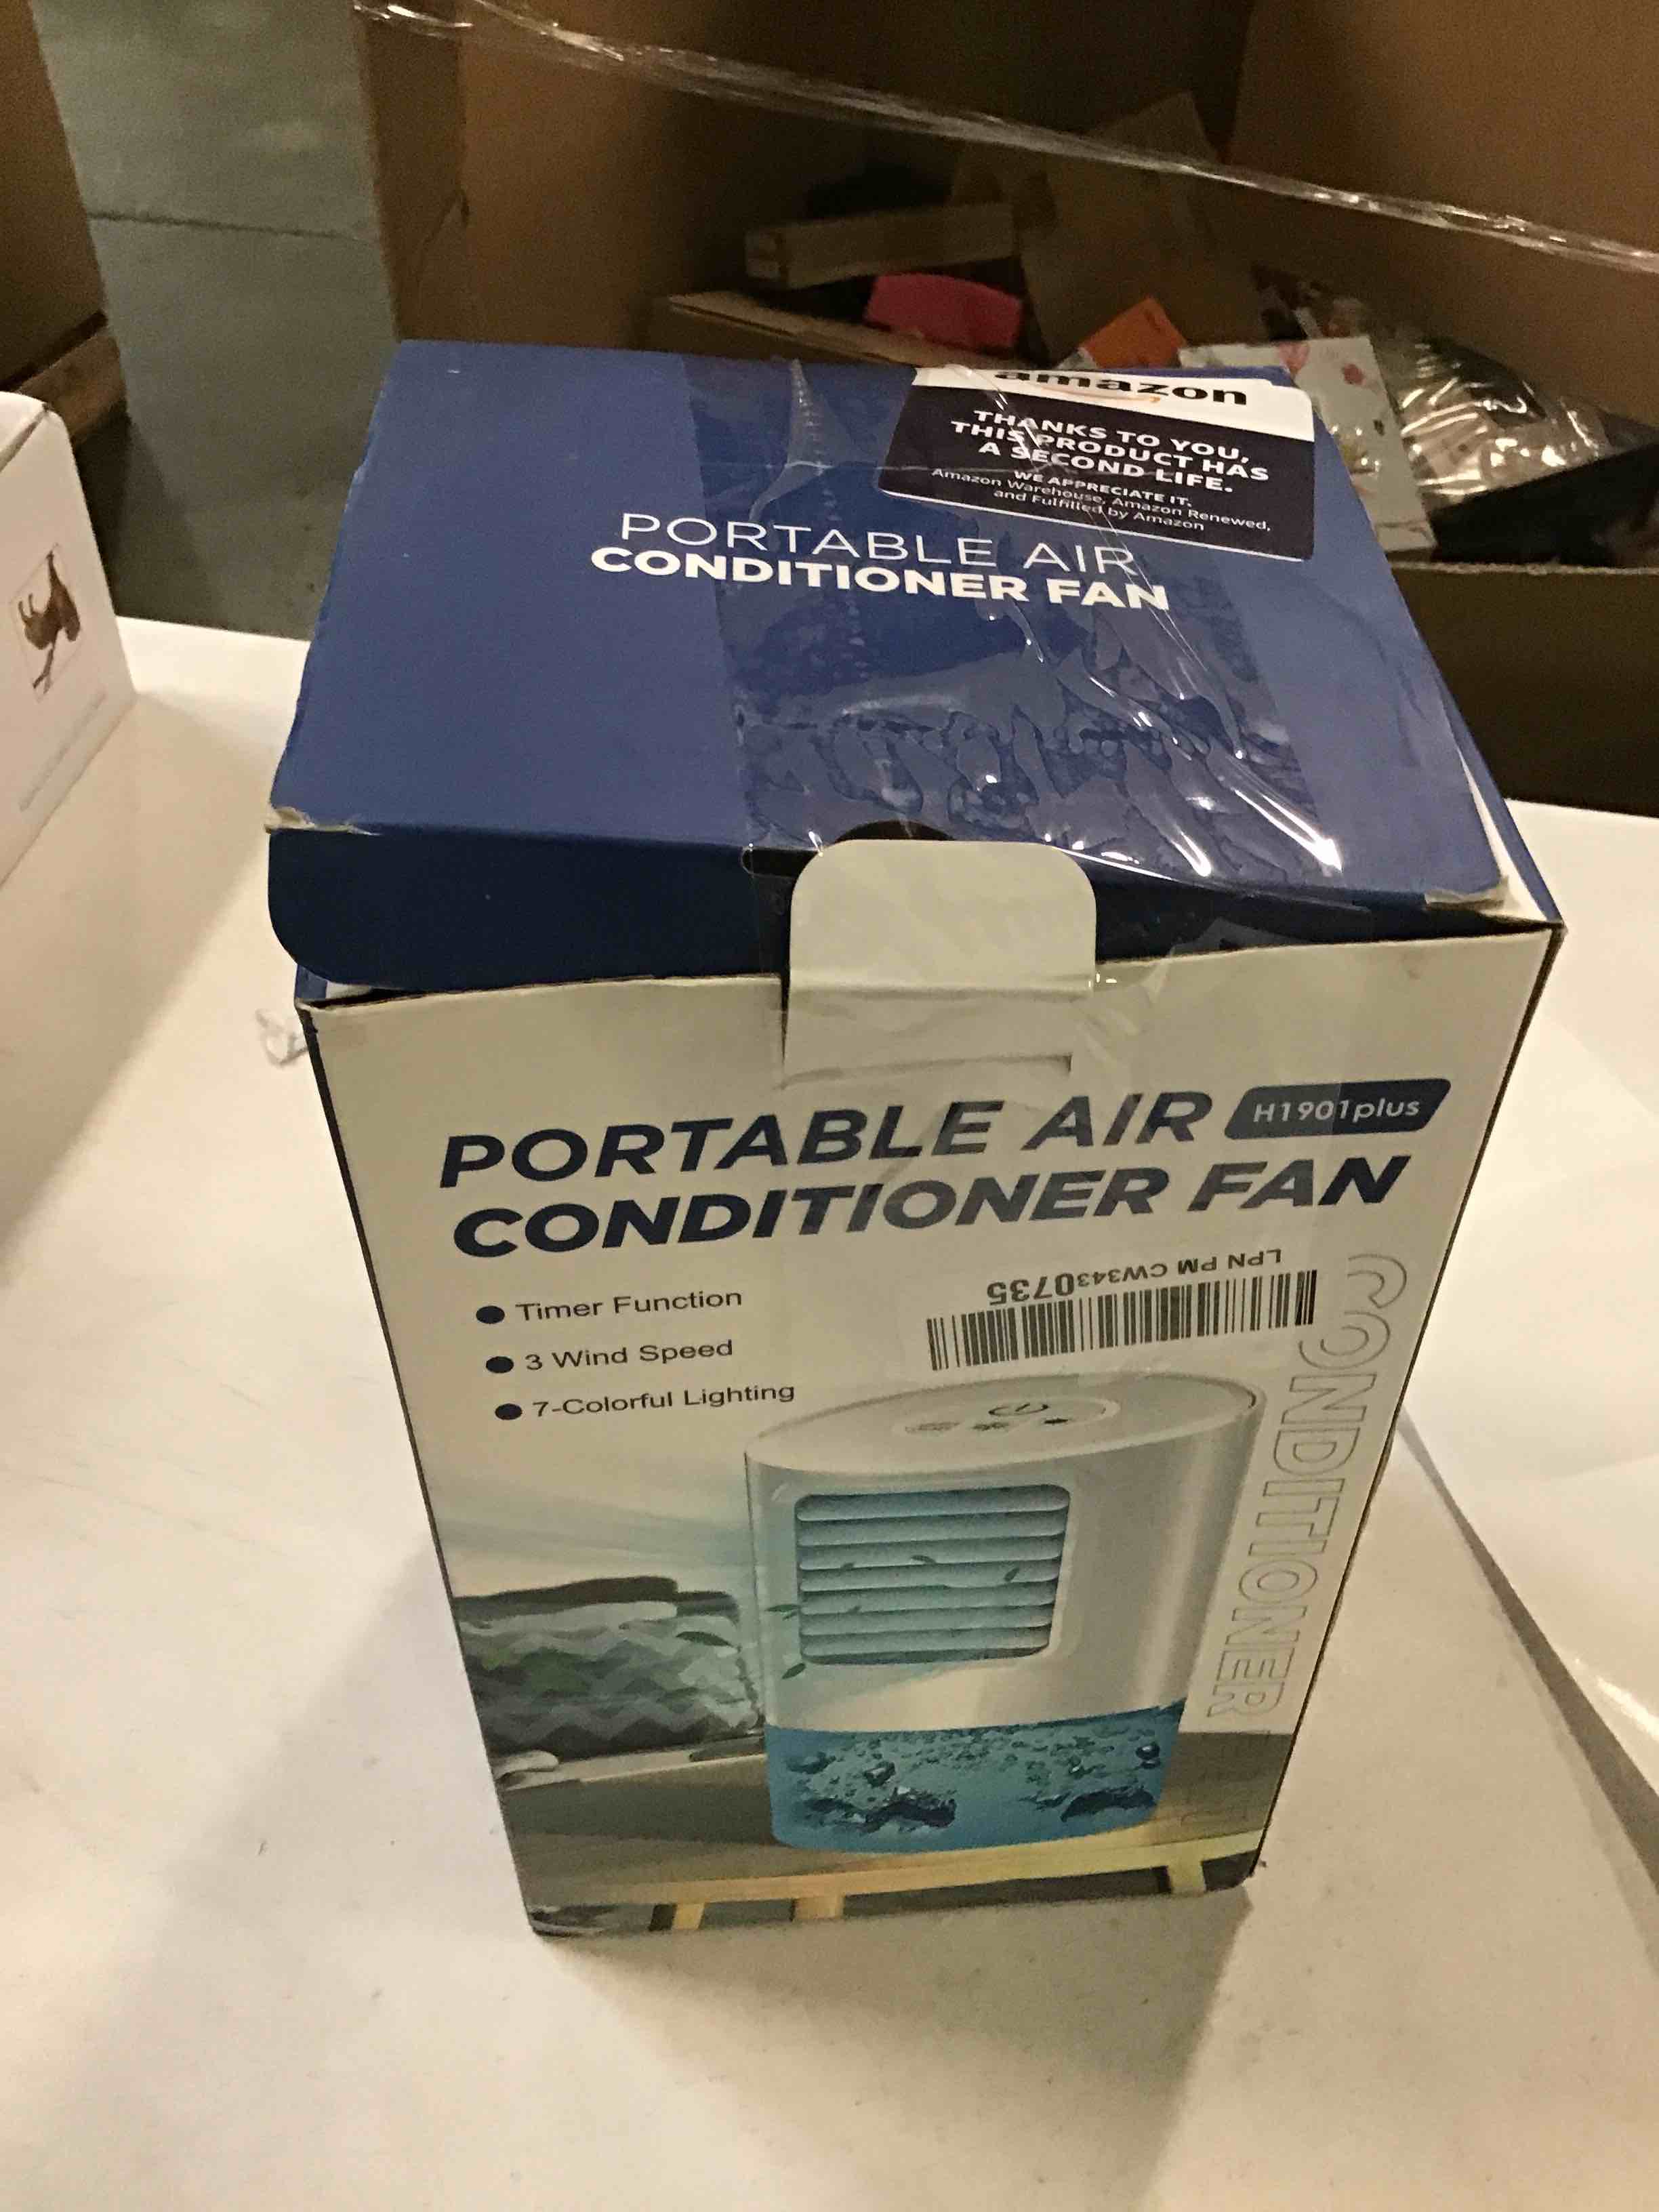 amazon
THANKS TO YOU,
THIS PRODUCT HAS
A SECOND LIFE.
WE APPRECIATE IT.
Amazon Warehouse, Amazon Renewed,
and Fulfilled by Amazon
PORTABLE AIR
CONDITIONER FAN
PORTABLE AIR H1901plus
CONDITIONER FAN
LPN PM CW3430735
● Timer Function
● 3 Wind Speed
● 7-Colorful Lighting
CONDITIONER